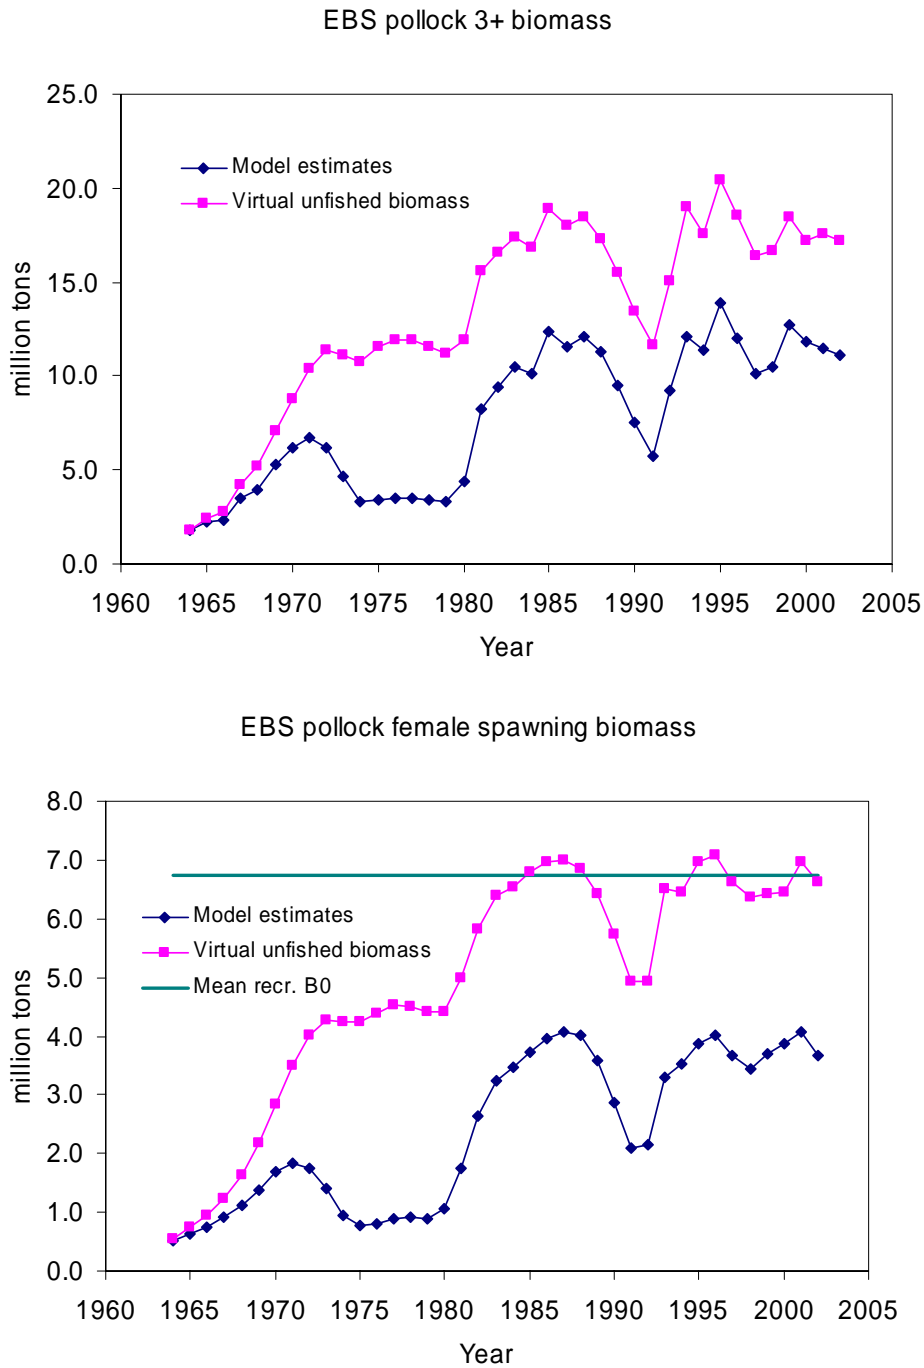 EBS pollock 3+ biomass
25.0
20.0
15.0
10.0
5.0
0.0
million tons
Model estimates
Virtual unfished biomass
1960 1965 1970 1975 1980 1985 1990 1995 2000 2005
Year
EBS pollock female spawning biomass
8.0
7.0
6.0
5.0
4.0
3.0
2.0
1.0
0.0
million tons
Model estimates
Virtual unfished biomass
Mean recr. B0
1960 1965 1970 1975 1980 1985 1990 1995 2000 2005
Year